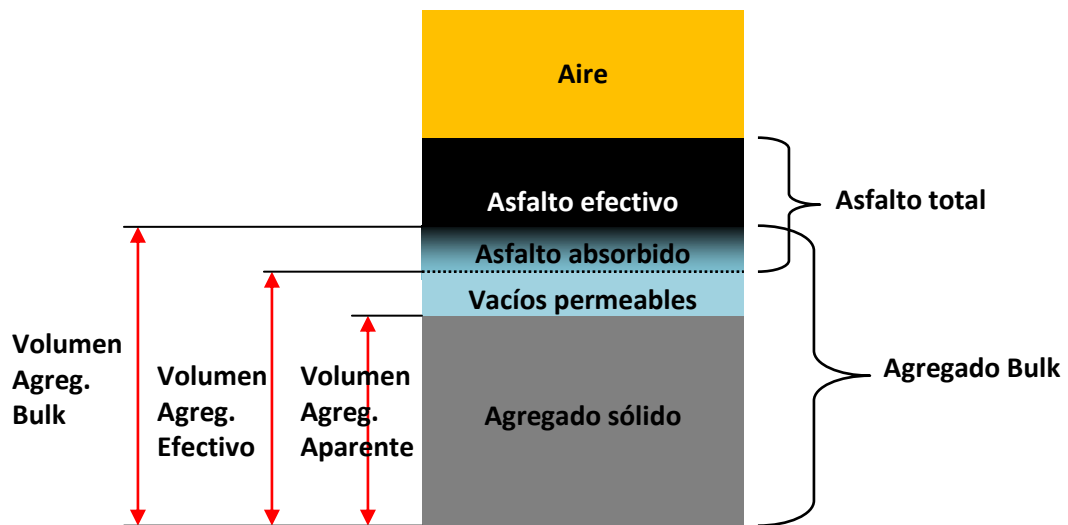 Aire
Asfalto efectivo
Asfalto total
Asfalto absorbido
Vacíos permeables
Volumen
Agreg.
Bulk
Volumen
Agreg.
Efectivo
Volumen
Agreg.
Aparente
Agregado sólido
Agregado Bulk